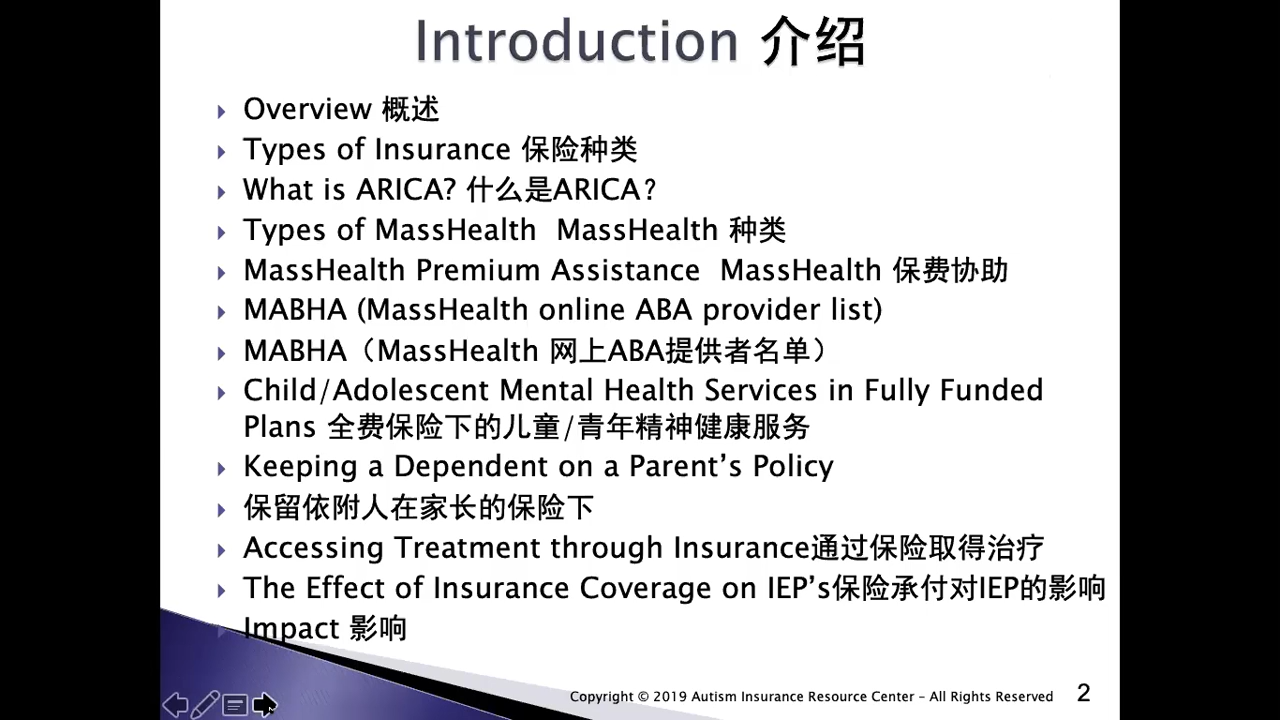 Introduction 介绍
Overview 概述
Types of Insurance 保险种类
What is ARICA? 什么是ARICA？
Types of MassHealth  MassHealth 种类
MassHealth Premium Assistance  MassHealth 保费协助
MABHA (MassHealth online ABA provider list)
MABHA（MassHealth 网上ABA提供者名单）
Child/Adolescent Mental Health Services in Fully Funded
Plans 全费保险下的儿童/青年精神健康服务
Keeping a Dependent on a Parent’s Policy
保留依附人在家长的保险下
Accessing Treatment through Insurance通过保险取得治疗
The Effect of Insurance Coverage on IEP’s保险承付对IEP的影响
Impact 影响
Copyright © 2019 Autism Insurance Resource Center – All Rights Reserved 2